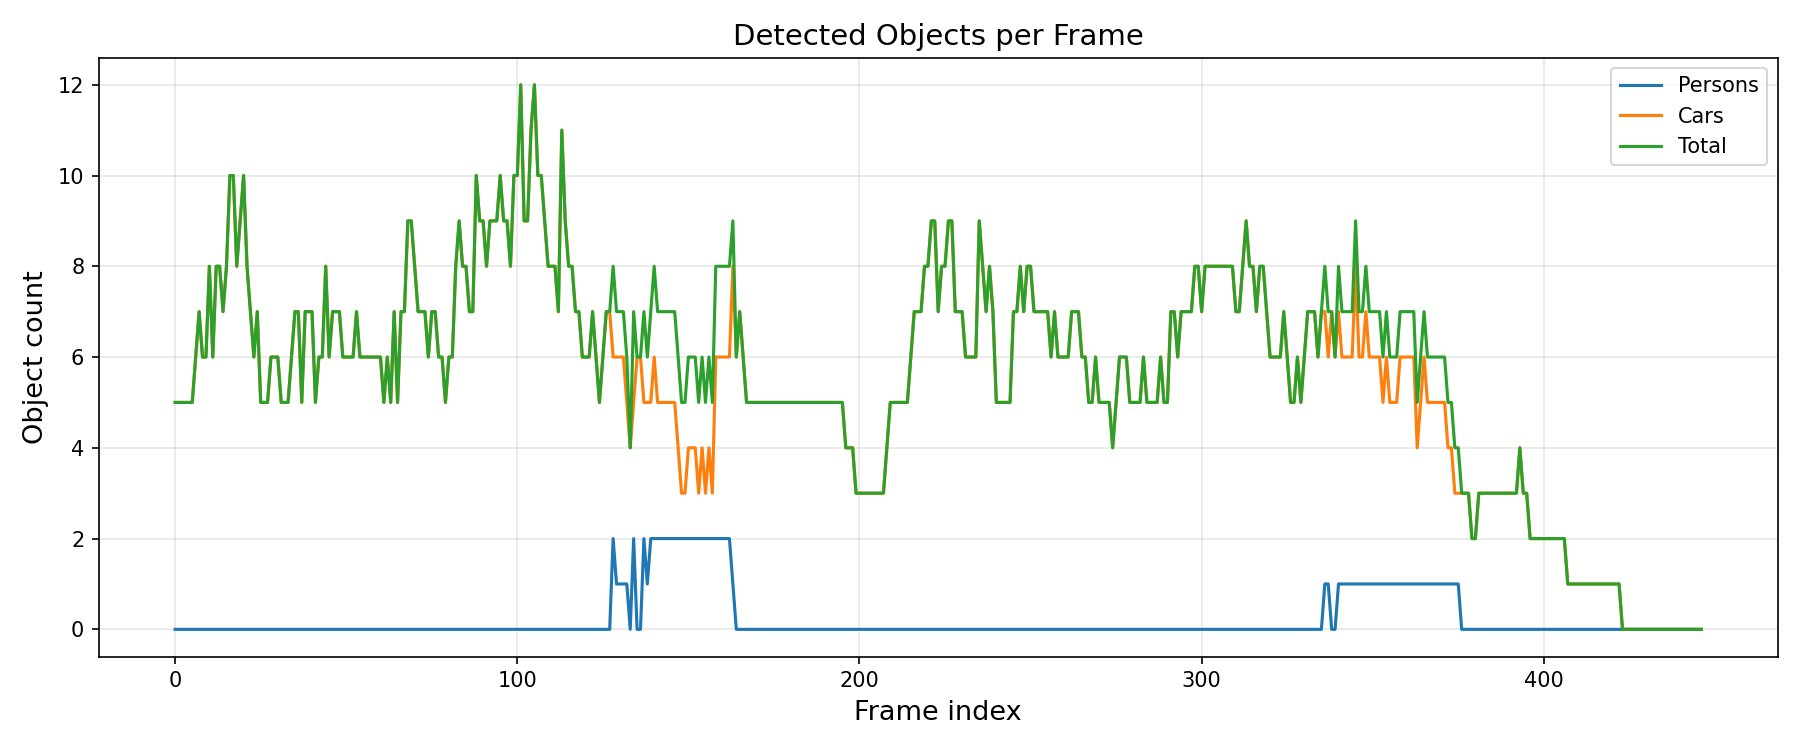 Detected Objects per Frame
Persons
Cars
Total
Object count
12
10
8
6
4
2
0
0 100 200 300 400
Frame index